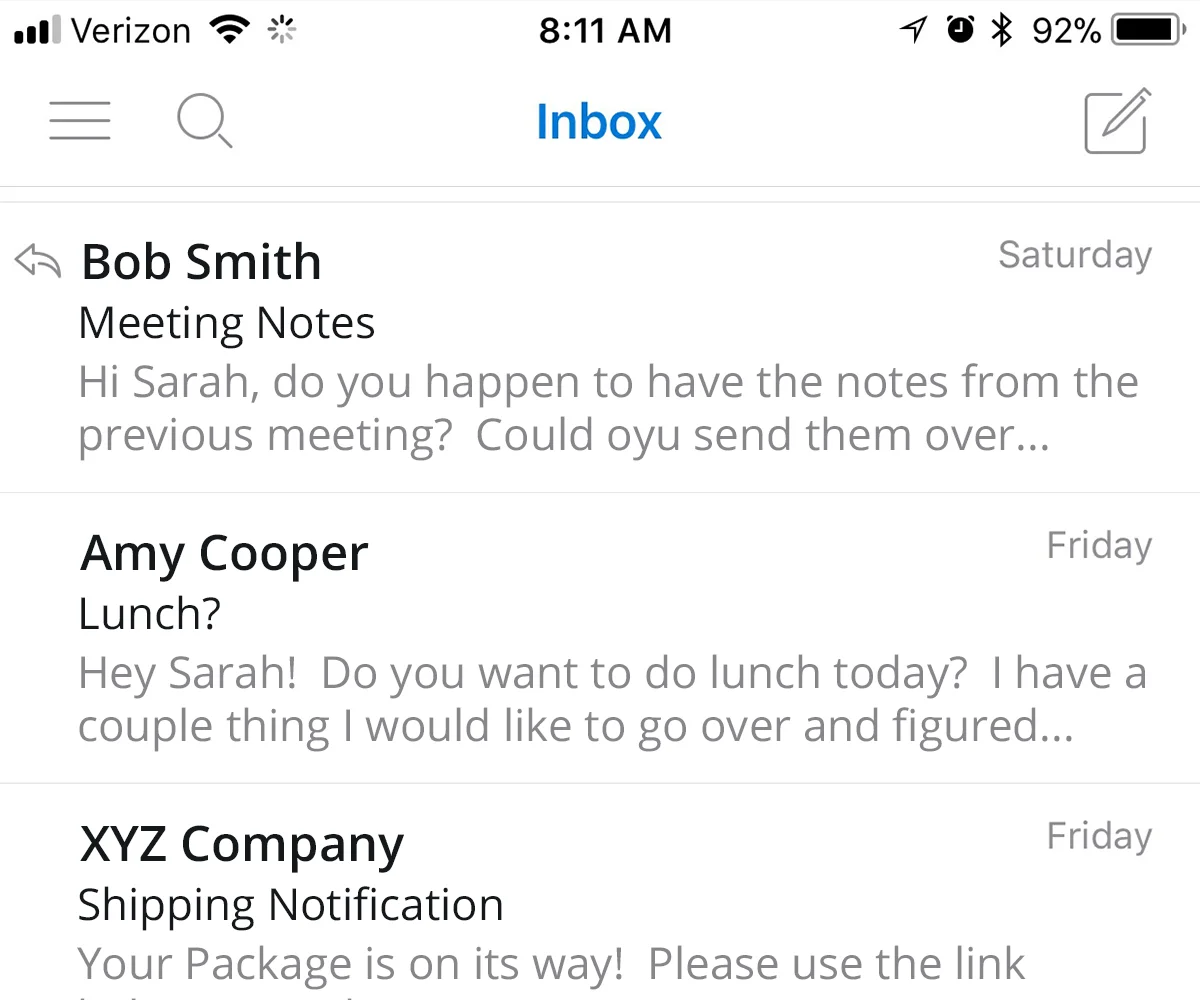 Verizon 8:11 AM 92%
Inbox
Bob Smith Saturday
Meeting Notes
Hi Sarah, do you happen to have the notes from the
previous meeting?  Could oyu send them over...
Amy Cooper Friday
Lunch?
Hey Sarah!  Do you want to do lunch today?  I have a
couple thing I would like to go over and figured...
XYZ Company Friday
Shipping Notification
Your Package is on its way!  Please use the link